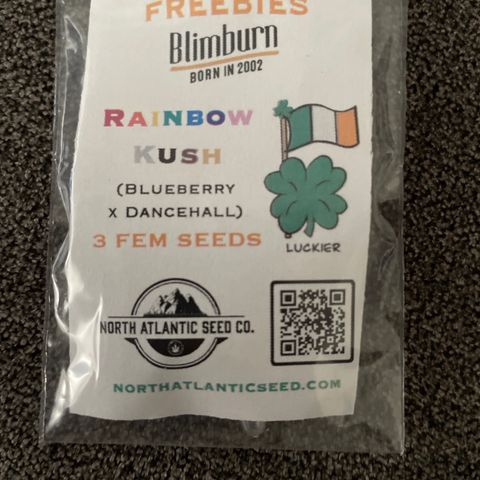 FREEBIES
Blimburn
BORN IN 2002
RAINBOW
KUSH
(BLUEBERRY
X DANCEHALL)
3 FEM SEEDS
LUCKIER
NORTH ATLANTIC SEED CO.
NORTHATLANTICSEED.COM